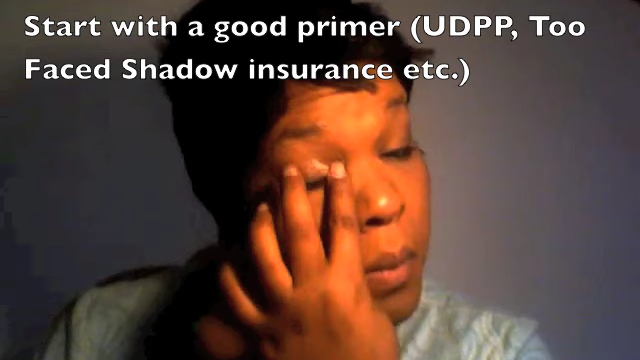 Start with a good primer (UDPP, Too
Faced Shadow insurance etc.)